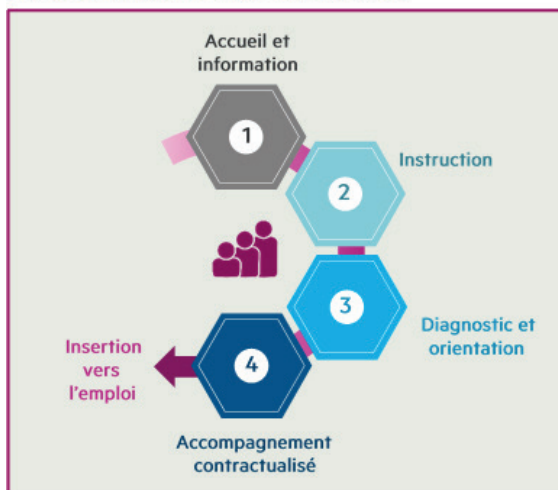 Accueil et
information
1
Instruction
2
3
Diagnostic et
orientation
Insertion
vers
l'emploi
4
Accompagnement
contractualisé